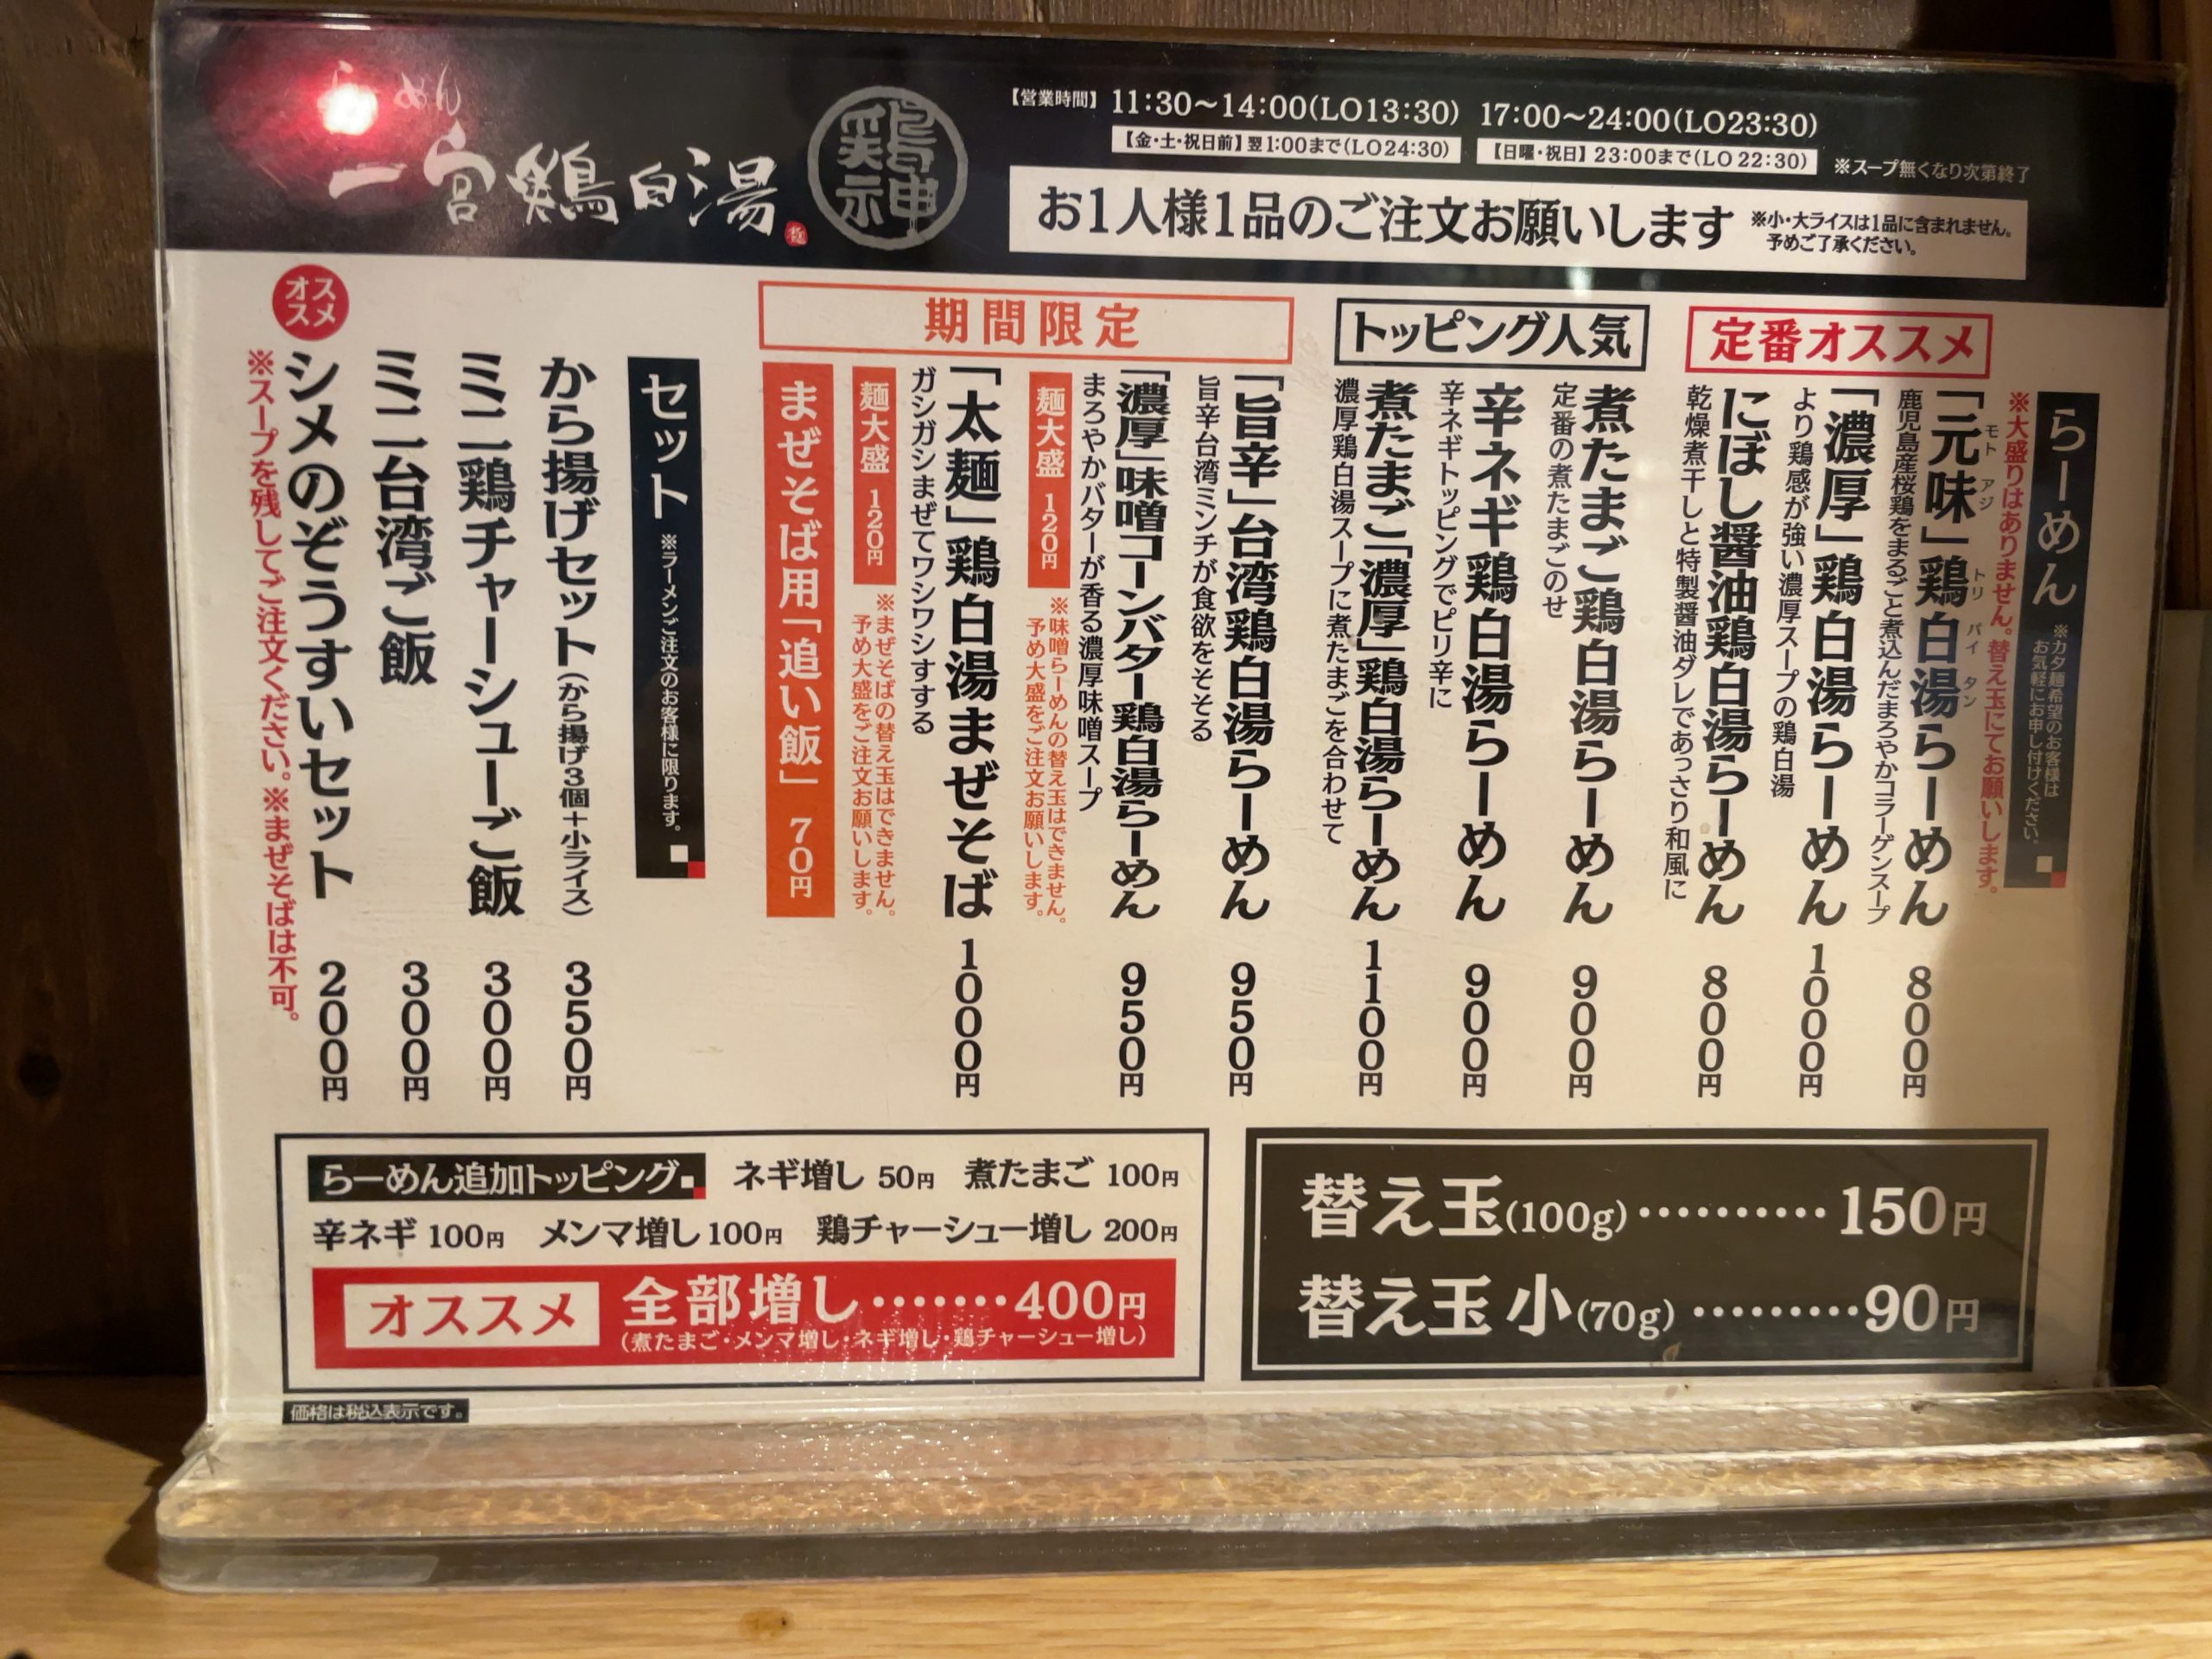 らーめん
一宮鶏白湯
鶏神
【営業時間】 11:30〜14:00(LO13:30) 17:00〜24:00(LO23:30)
【金・土・祝日前】翌1:00まで(LO24:30) 【日曜・祝日】23:00まで(LO 22:30) ※スープ無くなり次第終了
お1人様1品のご注文お願いします
※小・大ライスは1品に含まれません。
予めご了承ください。
らーめん
※カタ麺希望のお客様は
お気軽にお申し付けください。
※大盛りはありません。替え玉にてお願いします。
定番オススメ
「元味」鶏白湯らーめん 800円
モト アジ トリ パイ タン
鹿児島産桜鶏をまるごと煮込んだまろやかコラーゲンスープ
「濃厚」鶏白湯らーめん 1000円
より鶏感が強い濃厚スープの鶏白湯
にぼし醤油鶏白湯らーめん 800円
乾燥煮干しと特製醤油ダレであっさり和風に
トッピング人気
煮たまご鶏白湯らーめん 900円
定番の煮たまごのせ
辛ネギ鶏白湯らーめん 900円
辛ネギトッピングでピリ辛に
煮たまご「濃厚」鶏白湯らーめん 1100円
濃厚鶏白湯スープに煮たまごを合わせて
期間限定
「旨辛」台湾鶏白湯らーめん 950円
旨辛台湾ミンチが食欲をそそる
「濃厚」味噌コーンバター鶏白湯らーめん 950円
まろやかバターが香る濃厚味噌スープ
麺大盛 120円
※味噌らーめんの替え玉はできません。
予め大盛をご注文お願いします。
「太麺」鶏白湯まぜそば 1000円
ガシガシまぜてワシワシすする
麺大盛 120円
※まぜそばの替え玉はできません。
予め大盛をご注文お願いします。
まぜそば用「追い飯」 70円
セット ※ラーメンご注文のお客様に限ります。
から揚げセット(から揚げ3個+小ライス) 350円
ミニ鶏チャーシューご飯 300円
ミニ台湾ご飯 300円
オススメ
シメのぞうすいセット 200円
※スープを残してご注文ください。※まぜそばは不可。
らーめん追加トッピング ネギ増し 50円 煮たまご 100円
辛ネギ 100円 メンマ増し 100円 鶏チャーシュー増し 200円
オススメ 全部増し・・・・・・・400円
(煮たまご・メンマ増し・ネギ増し・鶏チャーシュー増し)
替え玉(100g)・・・・・・・・・・150円
替え玉 小(70g)・・・・・・・・・90円
価格は税込表示です。